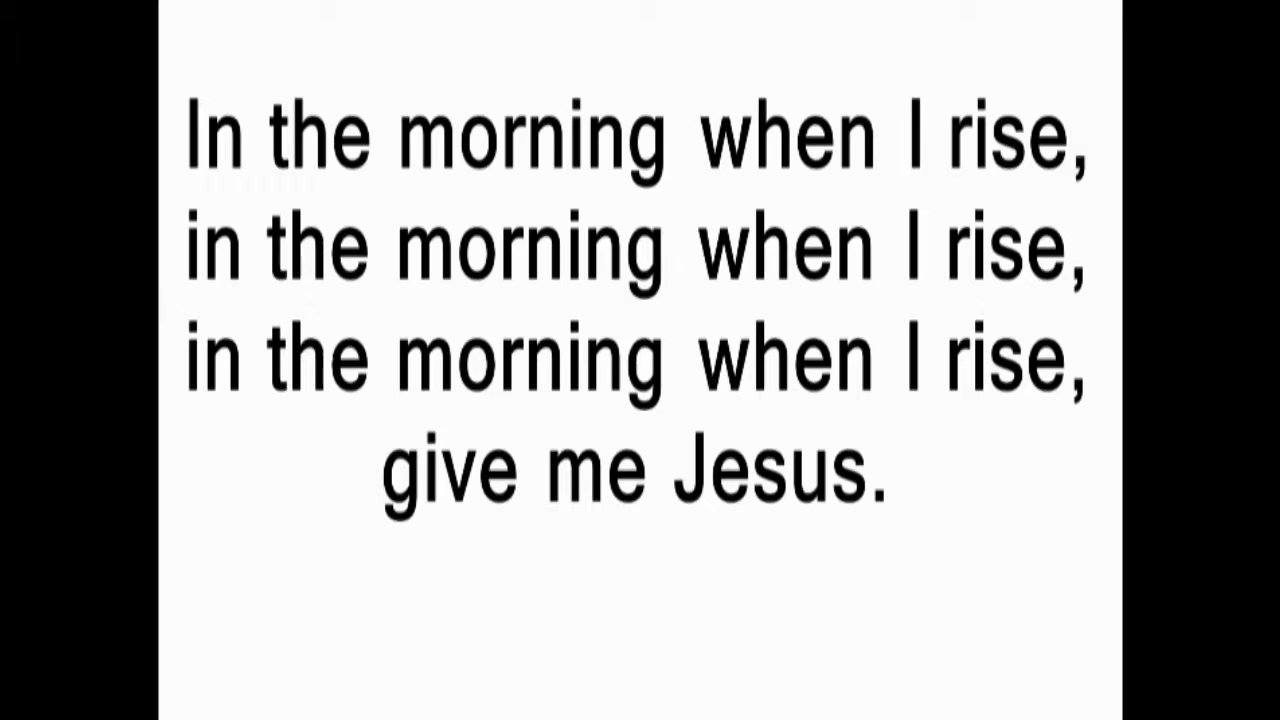 In the morning when I rise,
in the morning when I rise,
in the morning when I rise,
give me Jesus.